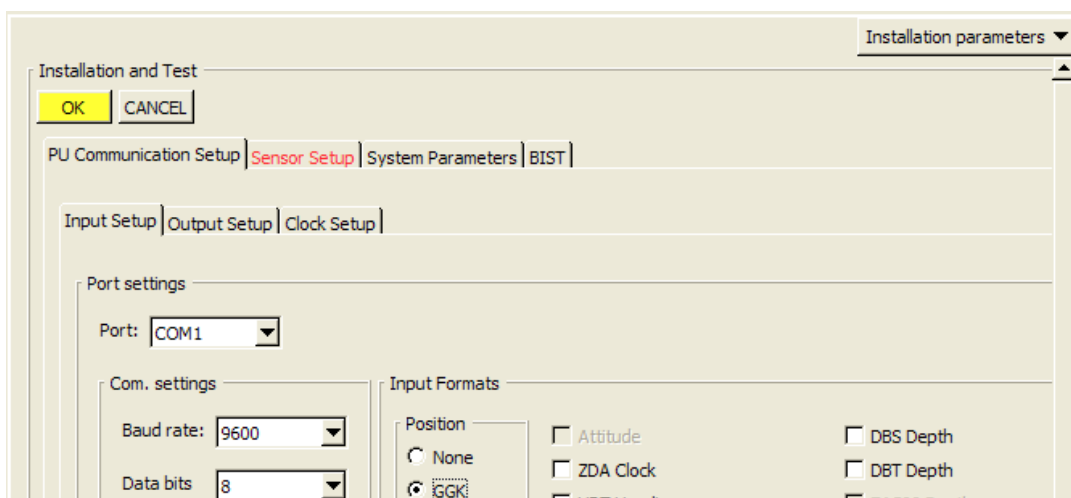 Installation parameters
Installation and Test
OK CANCEL
PU Communication Setup Sensor Setup System Parameters BIST
Input Setup Output Setup Clock Setup
Port settings
Port: COM1
Com. settings Input Formats
Baud rate: 9600 Position Attitude DBS Depth
None ZDA Clock DBT Depth
Data bits 8 GGK